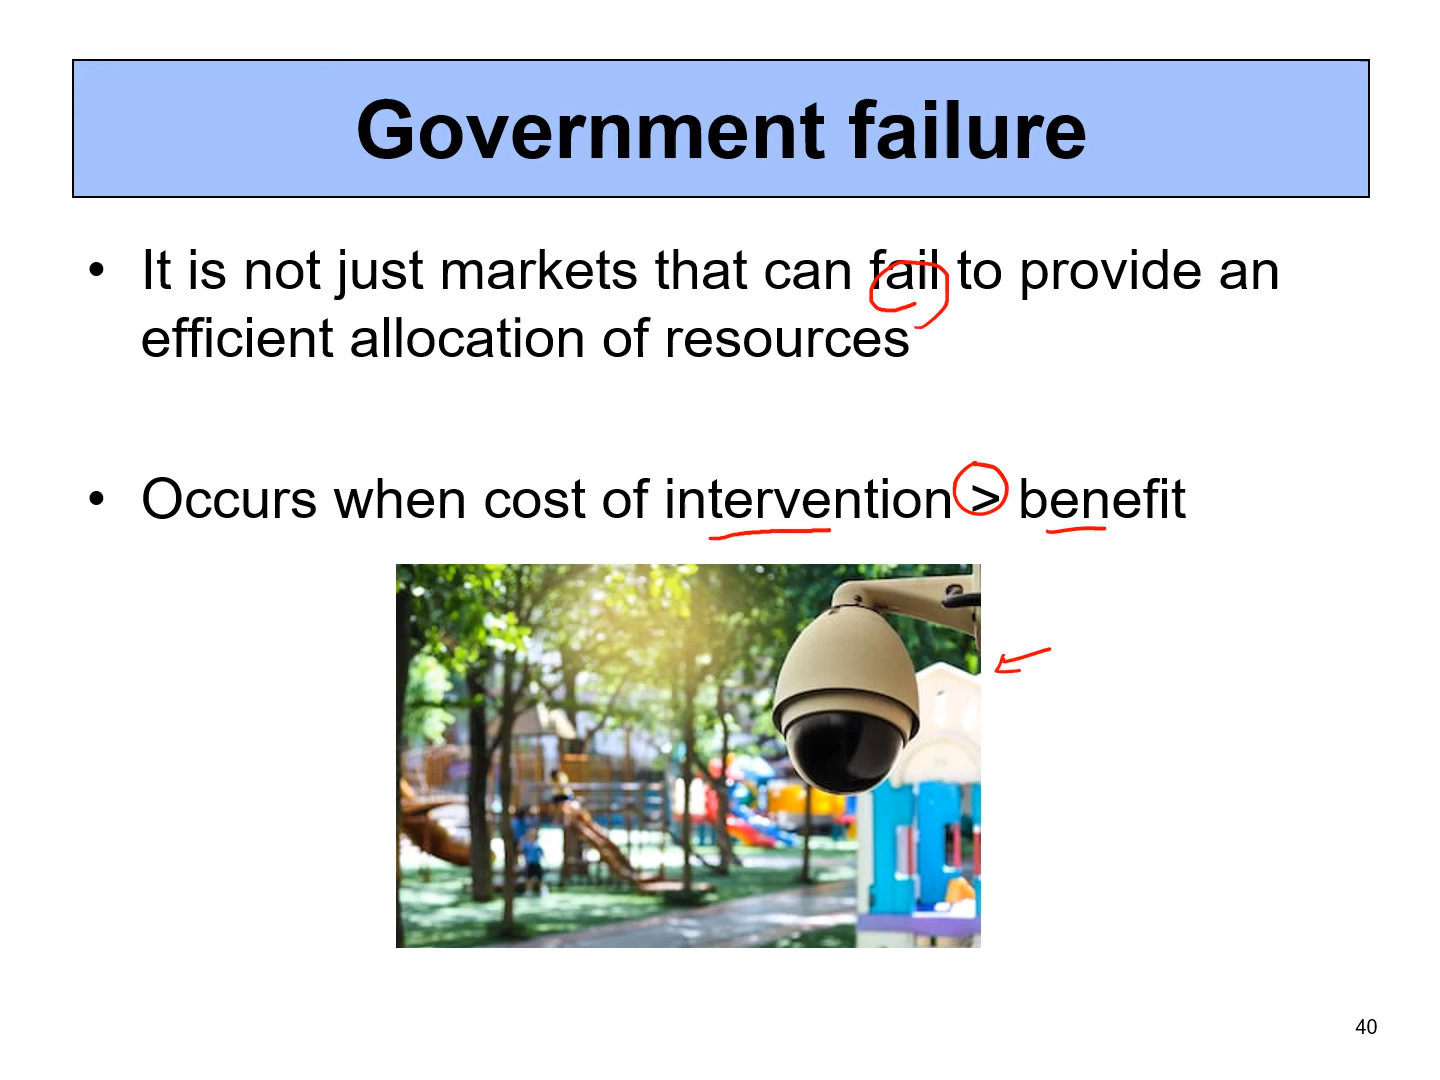 Government failure
• It is not just markets that can fail to provide an
efficient allocation of resources
• Occurs when cost of intervention > benefit
40